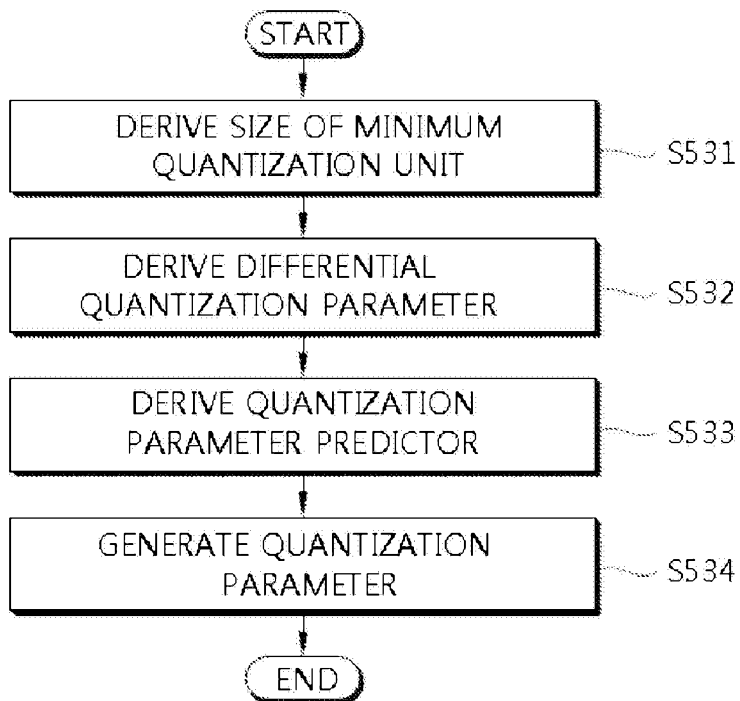 START
DERIVE SIZE OF MINIMUM
QUANTIZATION UNIT
S531
DERIVE DIFFERENTIAL
QUANTIZATION PARAMETER
S532
DERIVE QUANTIZATION
PARAMETER PREDICTOR
S533
GENERATE QUANTIZATION
PARAMETER
S534
END